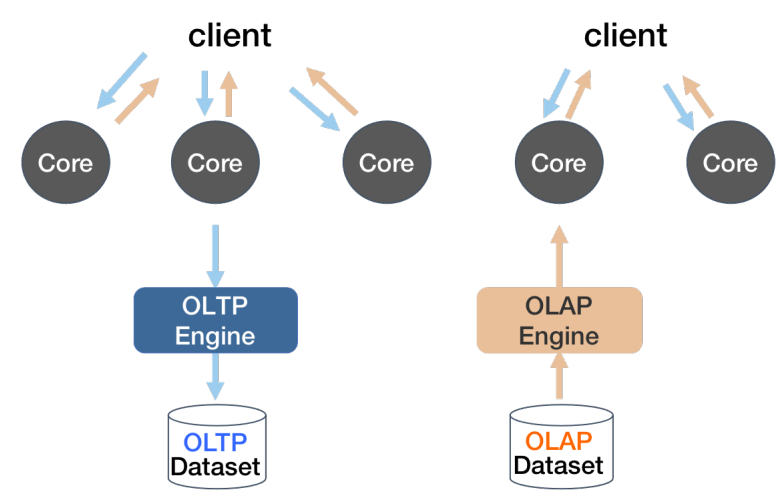 client
client
Core
Core
Core
Core
Core
OLTP
Engine
OLAP
Engine
OLTP
Dataset
OLAP
Dataset